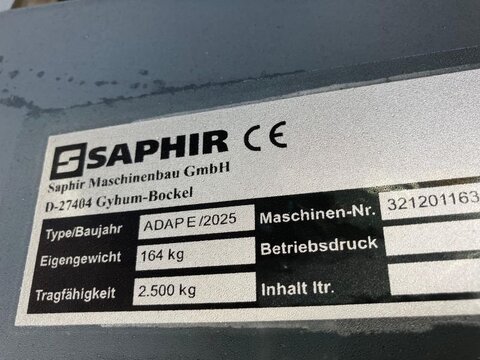 SAPHIR CE
Saphir Maschinenbau GmbH
D-27404 Gyhum-Bockel
Type/Baujahr ADAP E/2025 Maschinen-Nr. 321201163
Eigengewicht 164 kg Betriebsdruck
Tragfähigkeit 2.500 kg Inhalt ltr.